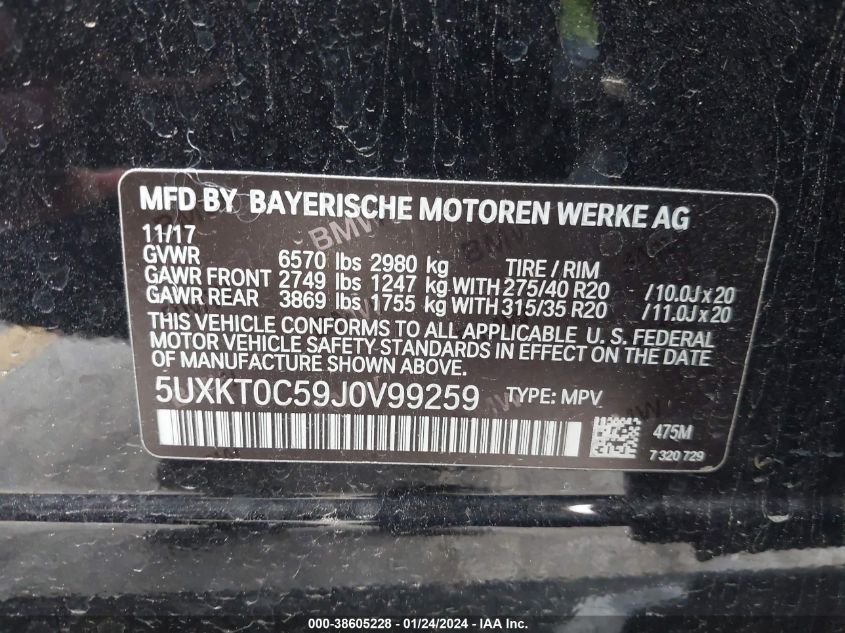 MFD BY BAYERISCHE MOTOREN WERKE AG
11/17
GVWR 6570 lbs 2980 kg TIRE / RIM
GAWR FRONT 2749 lbs 1247 kg WITH 275/40 R20 /10.0J x 20
GAWR REAR 3869 lbs 1755 kg WITH 315/35 R20 /11.0J x 20
THIS VEHICLE CONFORMS TO ALL APPLICABLE U. S. FEDERAL
MOTOR VEHICLE SAFETY STANDARDS IN EFFECT ON THE DATE
OF MANUFACTURE SHOWN ABOVE.
5UXKT0C59J0V99259 TYPE: MPV
475M
7 320 729
000-38605228 - 01/24/2024 - IAA Inc.